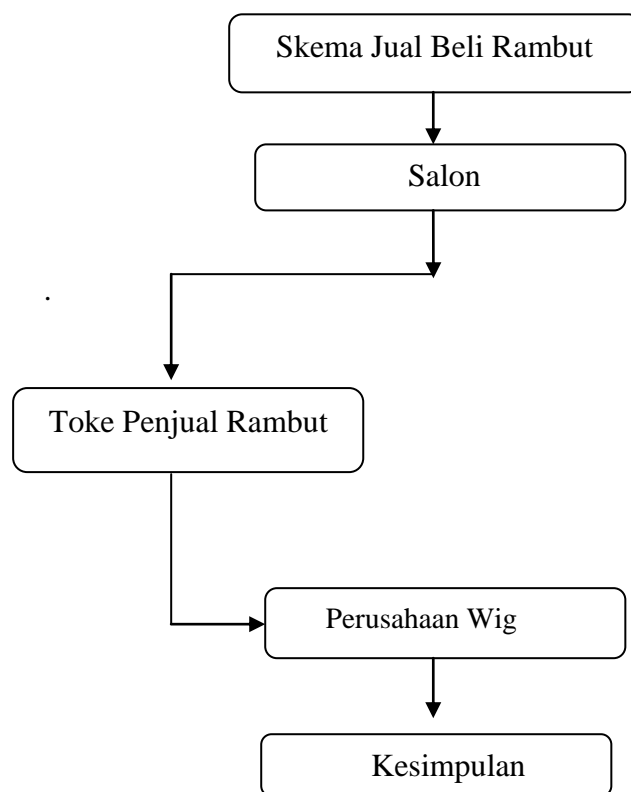 Skema Jual Beli Rambut
Salon
.
Toke Penjual Rambut
Perusahaan Wig
Kesimpulan